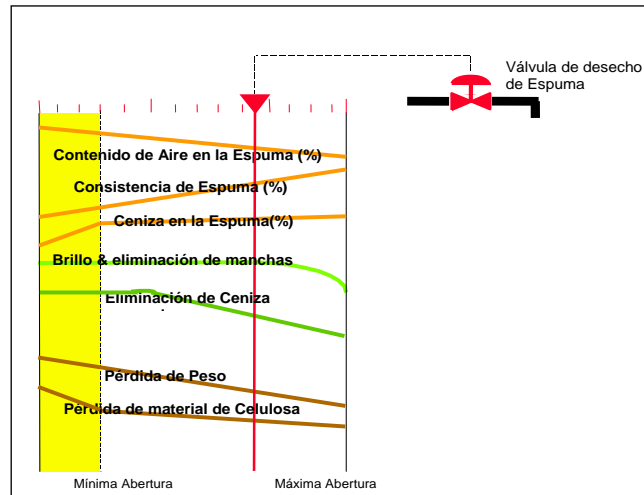 Válvula de desecho
de Espuma
Contenido de Aire en la Espuma (%)
Consistencia de Espuma (%)
Ceniza en la Espuma(%)
Brillo & eliminación de manchas
Eliminación de Ceniza
Pérdida de Peso
Pérdida de material de Celulosa
Mínima Abertura
Máxima Abertura